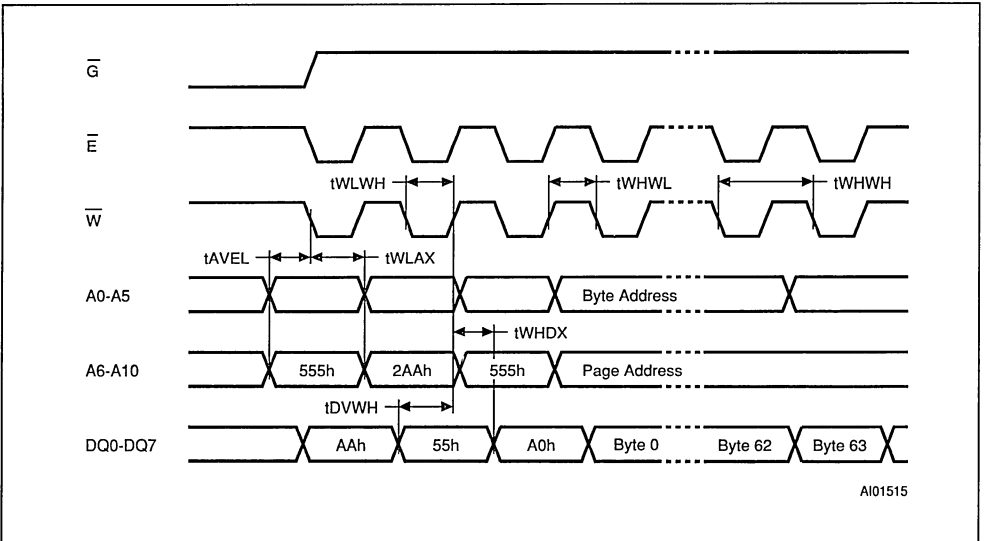 G
E
tWLWH
tWHWL
tWHWH
W
tAVEL
tWLAX
A0-A5
Byte Address
tWHDX
A6-A10
555h
2AAh
555h
Page Address
tDVWH
DQ0-DQ7
AAh
55h
A0h
Byte 0
Byte 62
Byte 63
AI01515